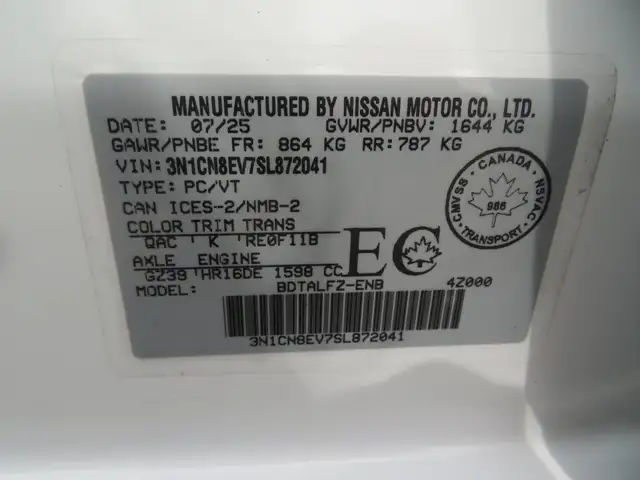 MANUFACTURED BY NISSAN MOTOR CO., LTD.
DATE: 07/25 GVWR/PNBV: 1644 KG
GAWR/PNBE FR: 864 KG RR: 787 KG
VIN: 3N1CN8EV7SL872041
TYPE: PC/VT
CAN ICES-2/NMB-2
COLOR TRIM TRANS
QAC K RE0F11B
AXLE ENGINE
GZ39 HR16DE 1598 CC
MODEL: BDTALFZ-ENB 4Z000
EC
CMVSS CANADA NSVAC
986
TRANSPORT
3N1CN8EV7SL872041